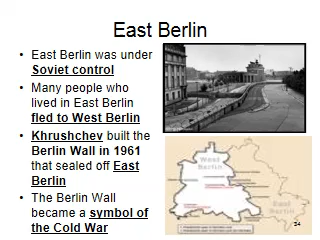 East Berlin
• East Berlin was under
Soviet control
• Many people who
lived in East Berlin
fled to West Berlin
• Khrushchev built the
Berlin Wall in 1961
that sealed off East
Berlin
• The Berlin Wall
became a symbol of
the Cold War
West
Berlin
East
Berlin
34